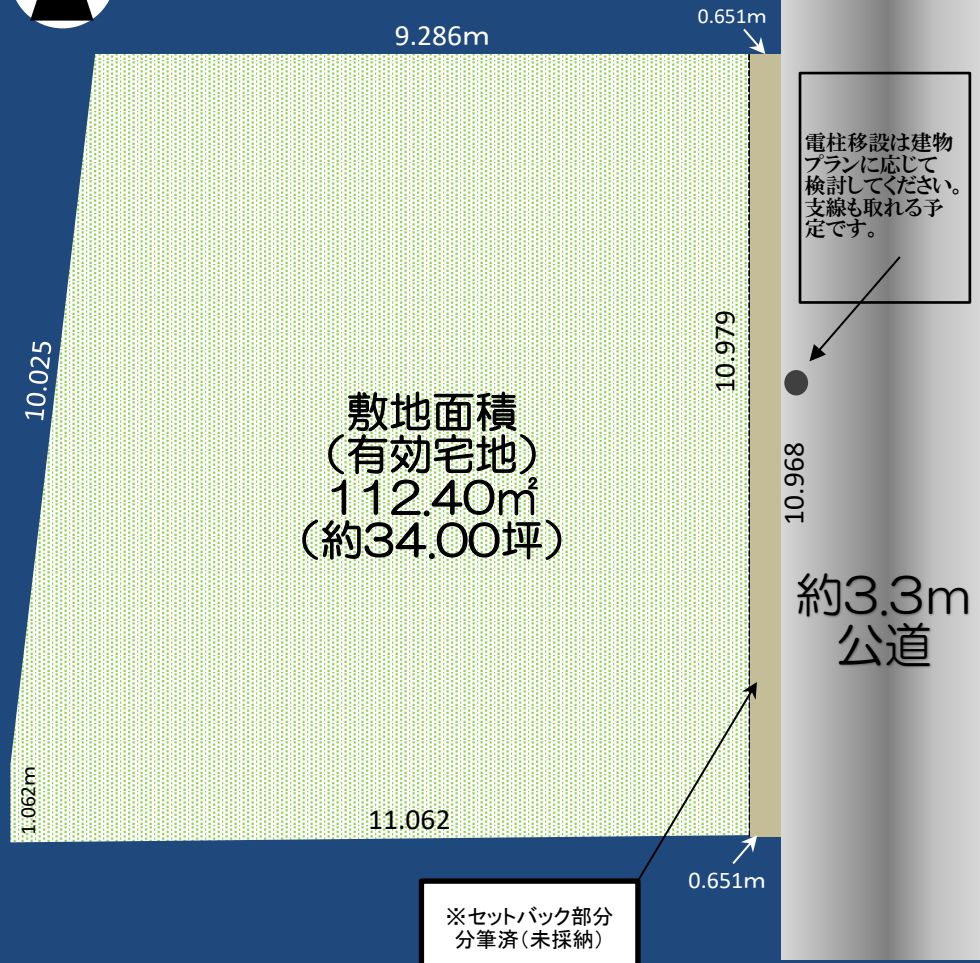 0.651m
9.286m
電柱移設は建物
プランに応じて
検討してください。
支線も取れる予
定です。
10.025
10.979
敷地面積
(有効宅地)
112.40㎡
(約34.00坪)
10.968
約3.3m
公道
1.062m
11.062
0.651m
※セットバック部分
分筆済(未採納)